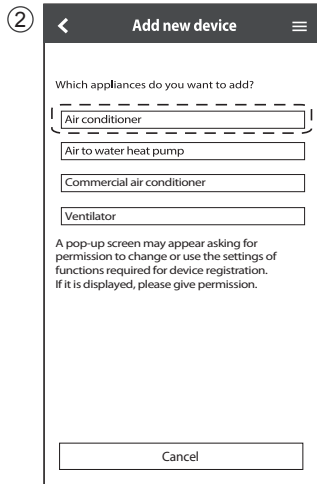 ②
Add new device
Which appliances do you want to add?
Air conditioner
Air to water heat pump
Commercial air conditioner
Ventilator
A pop-up screen may appear asking for
permission to change or use the settings of
functions required for device registration.
If it is displayed, please give permission.
Cancel